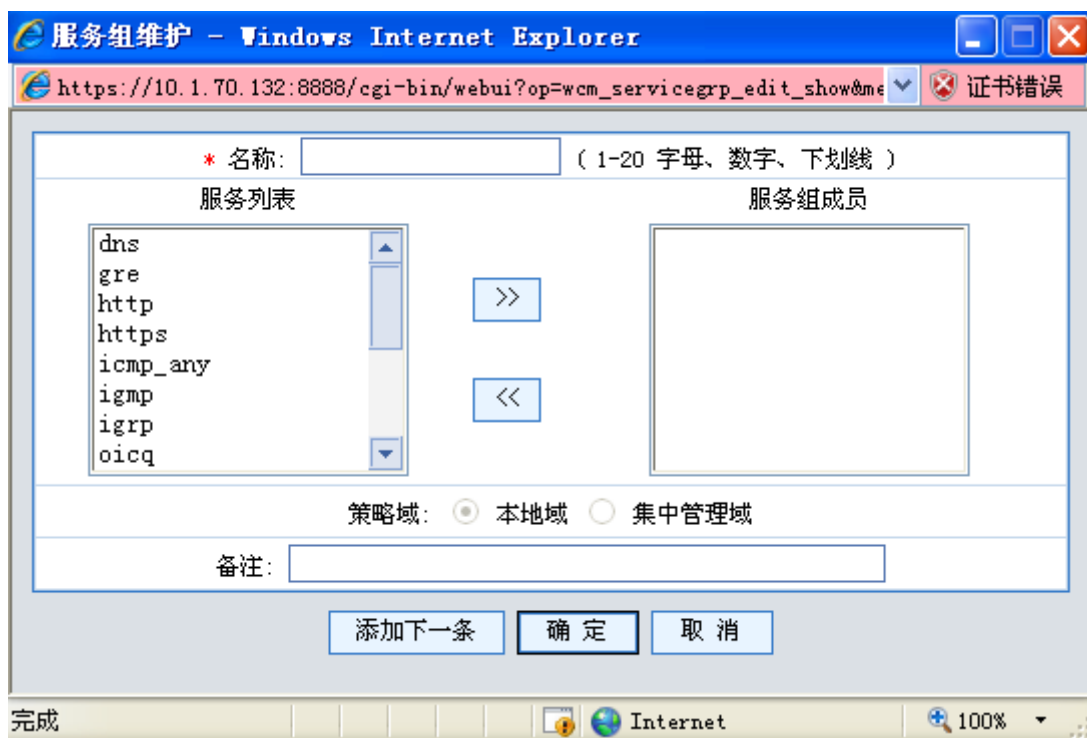 服务组维护 - Windows Internet Explorer
https://10.1.70.132:8888/cgi-bin/webui?op=wcm_servicegrp_edit_show&me 证书错误
* 名称: ( 1-20 字母、数字、下划线 )
服务列表 服务组成员
dns
gre
http
>>
https
icmp_any
igmp
<<
igrp
oicq
策略域: 本地域 集中管理域
备注:
添加下一条 确 定 取 消
完成 Internet 100%